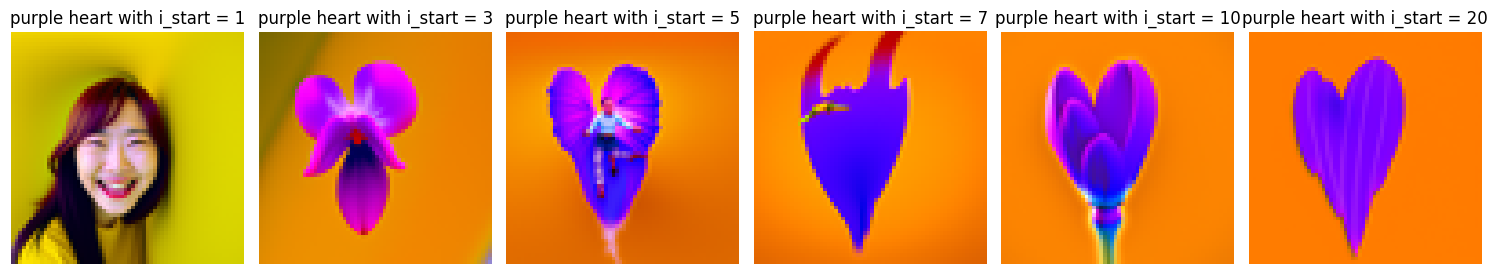 purple heart with i_start = 1
purple heart with i_start = 3
purple heart with i_start = 5
purple heart with i_start = 7
purple heart with i_start = 10
purple heart with i_start = 20